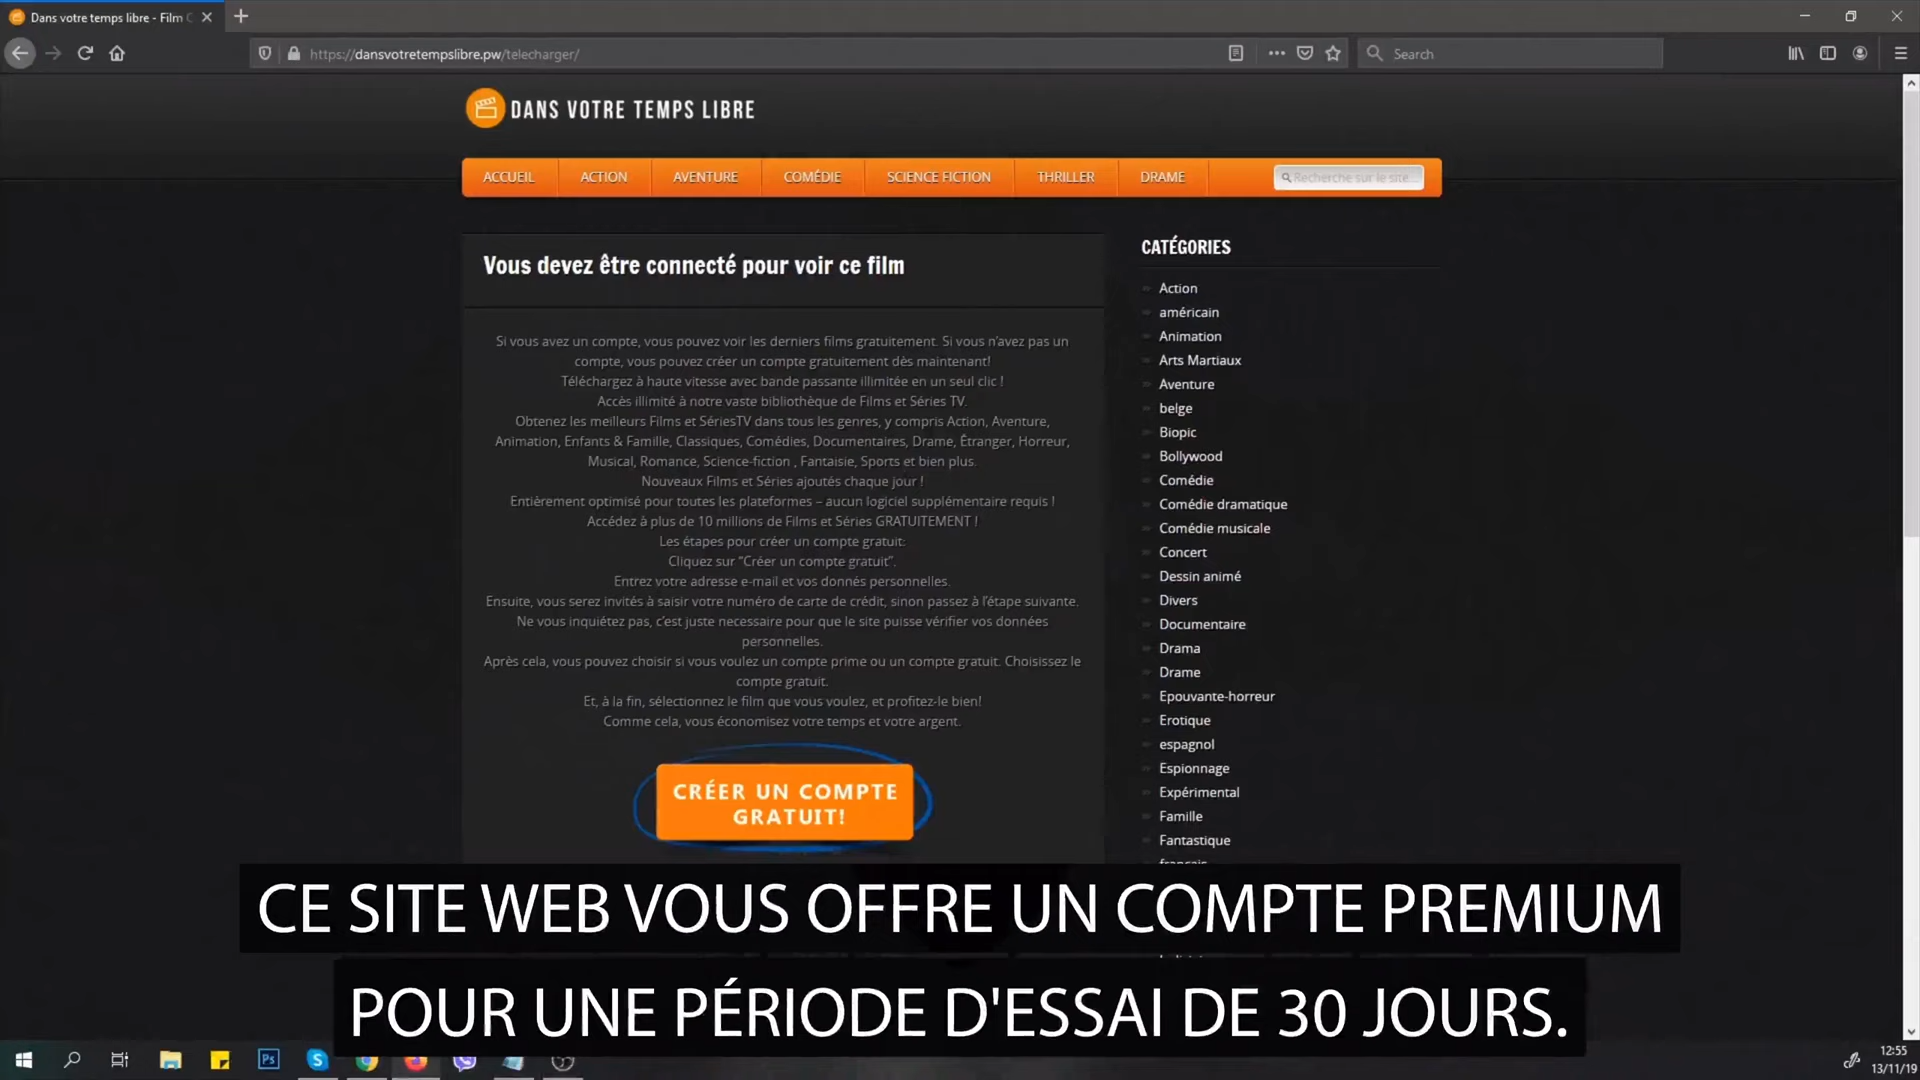 Dans votre temps libre - Film
https://dansvotretempslibre.pw/telecharger/
Search
DANS VOTRE TEMPS LIBRE
ACCUEIL
ACTION
AVENTURE
COMÉDIE
SCIENCE FICTION
THRILLER
DRAME
Recherche sur le site...
Vous devez être connecté pour voir ce film
Si vous avez un compte, vous pouvez voir les derniers films gratuitement. Si vous n'avez pas un
compte, vous pouvez créer un compte gratuitement dès maintenant!
Téléchargez à haute vitesse avec bande passante illimitée en un seul clic !
Accès illimité à notre vaste bibliothèque de Films et Séries TV.
Obtenez les meilleurs Films et SériesTV dans tous les genres, y compris Action, Aventure,
Animation, Enfants & Famille, Classiques, Comédies, Documentaires, Drame, Étranger, Horreur,
Musical, Romance, Science-fiction , Fantaisie, Sports et bien plus.
Nouveaux Films et Séries ajoutés chaque jour !
Entièrement optimisé pour toutes les plateformes – aucun logiciel supplémentaire requis !
Accédez à plus de 10 millions de Films et Séries GRATUITEMENT !
Les étapes pour créer un compte gratuit:
Cliquez sur "Créer un compte gratuit".
Entrez votre adresse e-mail et vos donnés personnelles.
Ensuite, vous serez invités à saisir votre numéro de carte de crédit, sinon passez à l'étape suivante.
Ne vous inquiétez pas, c'est juste necessaire pour que le site puisse vérifier vos données
personnelles.
Après cela, vous pouvez choisir si vous voulez un compte prime ou un compte gratuit. Choisissez le
compte gratuit.
Et, à la fin, sélectionnez le film que vous voulez, et profitez-le bien!
Comme cela, vous économisez votre temps et votre argent.
CRÉER UN COMPTE
GRATUIT!
CATÉGORIES
Action
américain
Animation
Arts Martiaux
Aventure
belge
Biopic
Bollywood
Comédie
Comédie dramatique
Comédie musicale
Concert
Dessin animé
Divers
Documentaire
Drama
Drame
Epouvante-horreur
Erotique
espagnol
Espionnage
Expérimental
Famille
Fantastique
CE SITE WEB VOUS OFFRE UN COMPTE PREMIUM
POUR UNE PÉRIODE D'ESSAI DE 30 JOURS.
Ps
12:55
13/11/19